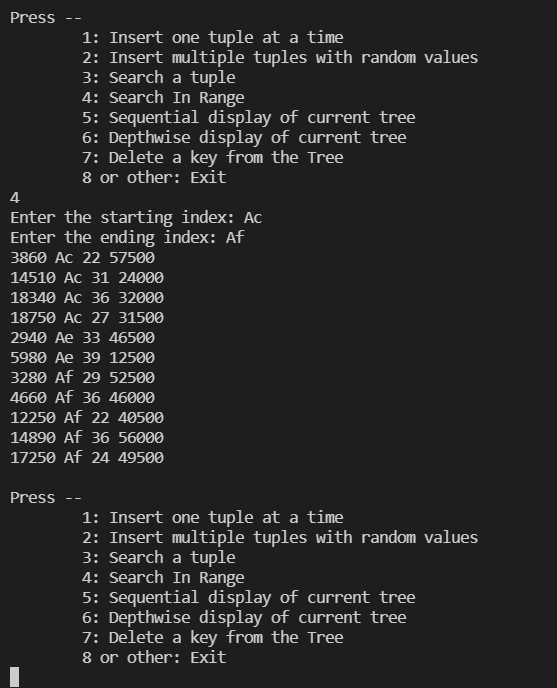 Press --
1: Insert one tuple at a time
2: Insert multiple tuples with random values
3: Search a tuple
4: Search In Range
5: Sequential display of current tree
6: Depthwise display of current tree
7: Delete a key from the Tree
8 or other: Exit
4
Enter the starting index: Ac
Enter the ending index: Af
3860 Ac 22 57500
14510 Ac 31 24000
18340 Ac 36 32000
18750 Ac 27 31500
2940 Ae 33 46500
5980 Ae 39 12500
3280 Af 29 52500
4660 Af 36 46000
12250 Af 22 40500
14890 Af 36 56000
17250 Af 24 49500
Press --
1: Insert one tuple at a time
2: Insert multiple tuples with random values
3: Search a tuple
4: Search In Range
5: Sequential display of current tree
6: Depthwise display of current tree
7: Delete a key from the Tree
8 or other: Exit